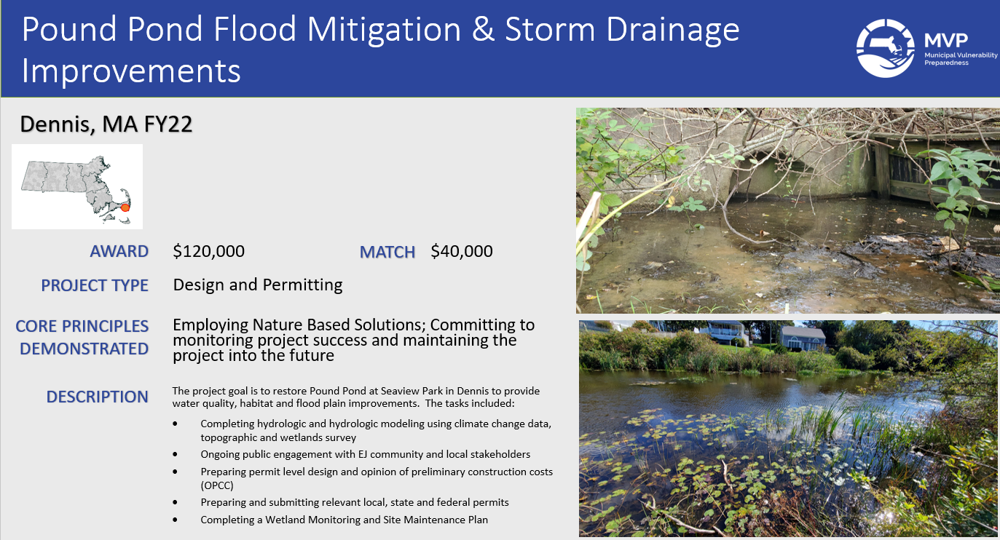 Pound Pond Flood Mitigation & Storm Drainage
Improvements
MVP
Municipal Vulnerability
Preparedness
Dennis, MA FY22
AWARD $120,000 MATCH $40,000
PROJECT TYPE Design and Permitting
CORE PRINCIPLES
DEMONSTRATED
Employing Nature Based Solutions; Committing to
monitoring project success and maintaining the
project into the future
DESCRIPTION
The project goal is to restore Pound Pond at Seaview Park in Dennis to provide
water quality, habitat and flood plain improvements. The tasks included:
• Completing hydrologic and hydrologic modeling using climate change data,
topographic and wetlands survey
• Ongoing public engagement with EJ community and local stakeholders
• Preparing permit level design and opinion of preliminary construction costs
(OPCC)
• Preparing and submitting relevant local, state and federal permits
• Completing a Wetland Monitoring and Site Maintenance Plan